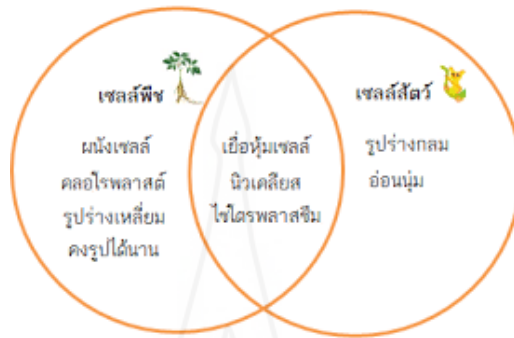 เซลล์พืช
ผนังเซลล์
คลอโรพลาสต์
รูปร่างเหลี่ยม
คงรูปได้นาน
เยื่อหุ้มเซลล์
นิวเคลียส
ไซโตรพลาสซึม
เซลล์สัตว์
รูปร่างกลม
อ่อนนุ่ม